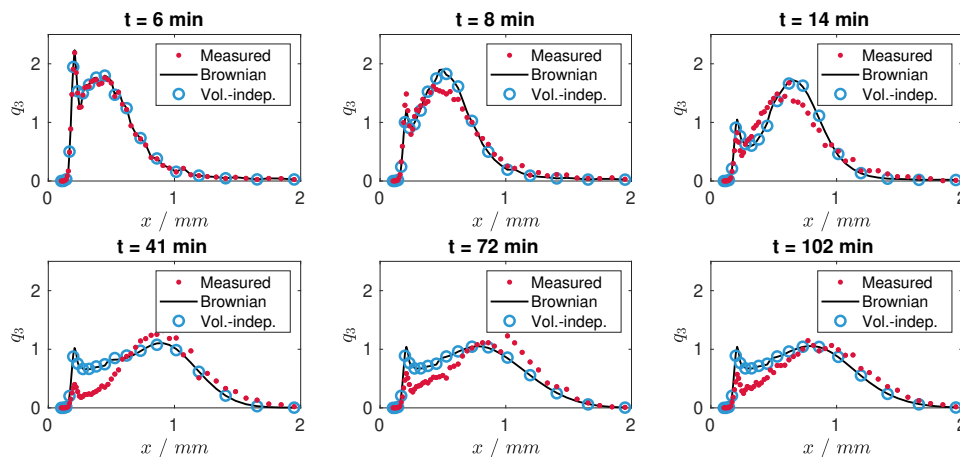 t = 6 min
Measured
Brownian
Vol.-indep.
q3
0
1
2
0
1
2
x / mm
t = 8 min
Measured
Brownian
Vol.-indep.
q3
0
1
2
0
1
2
x / mm
t = 14 min
Measured
Brownian
Vol.-indep.
q3
0
1
2
0
1
2
x / mm
t = 41 min
Measured
Brownian
Vol.-indep.
q3
0
1
2
0
1
2
x / mm
t = 72 min
Measured
Brownian
Vol.-indep.
q3
0
1
2
0
1
2
x / mm
t = 102 min
Measured
Brownian
Vol.-indep.
q3
0
1
2
0
1
2
x / mm